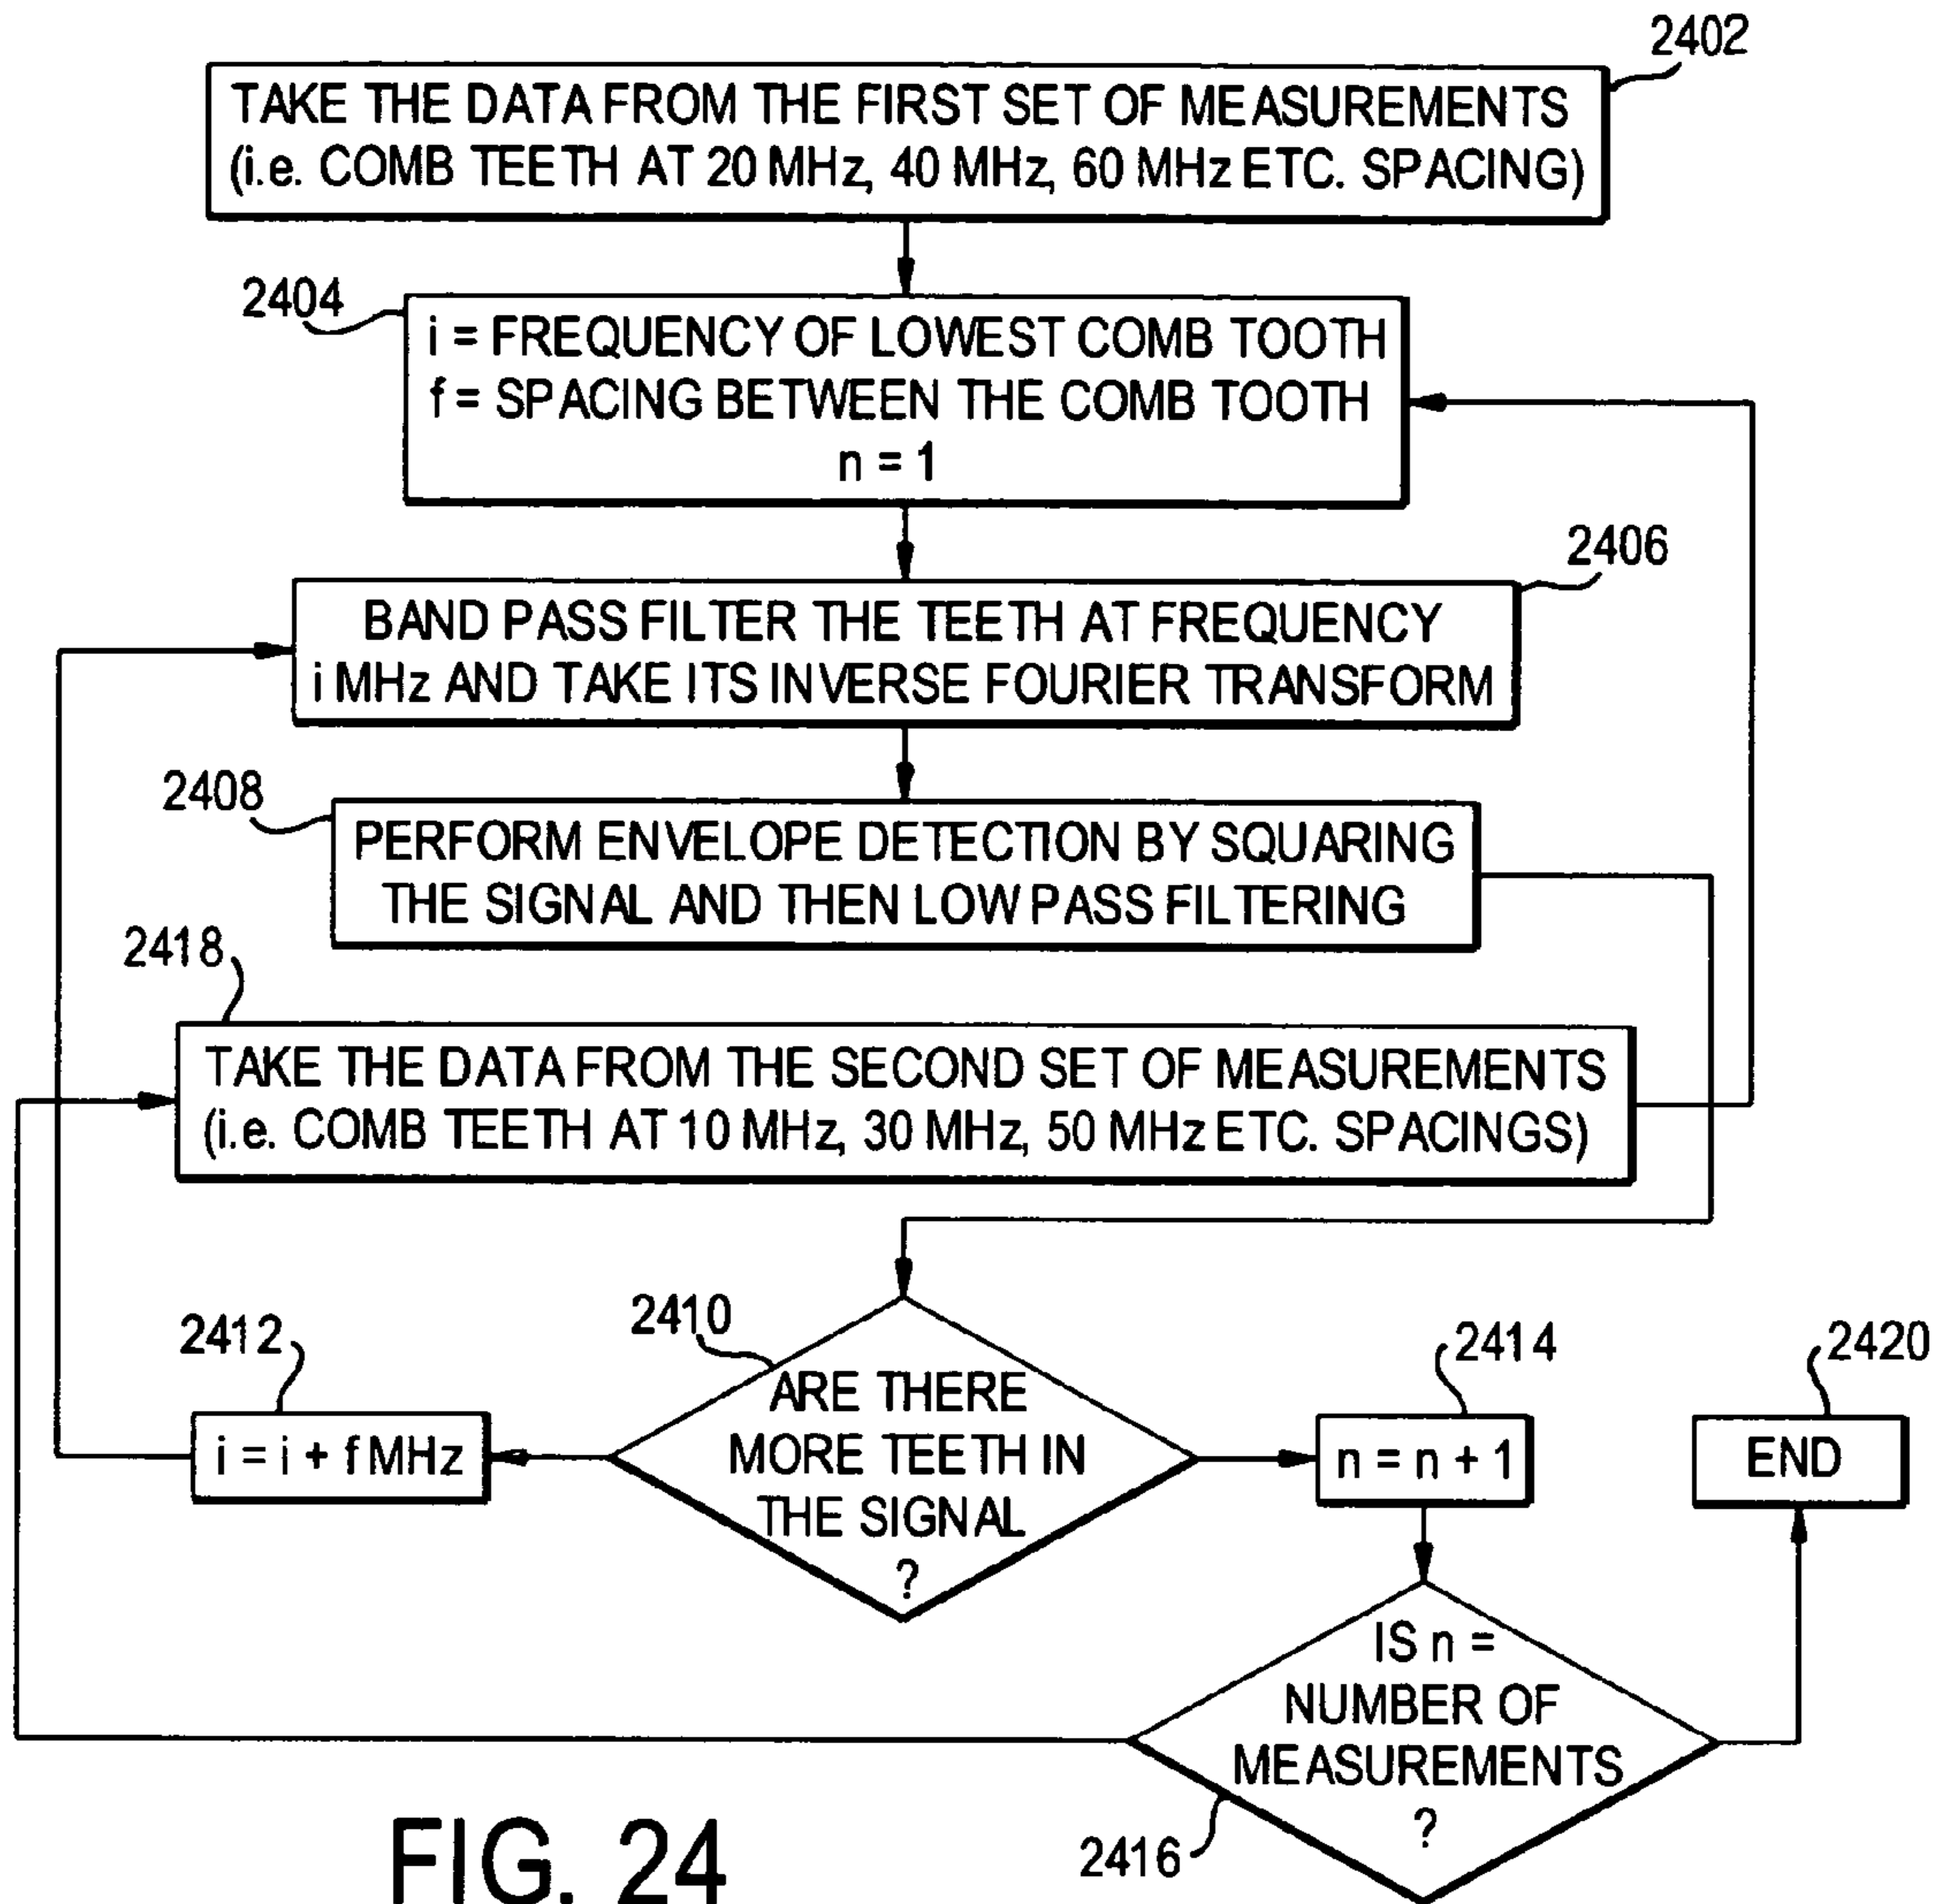 2402
TAKE THE DATA FROM THE FIRST SET OF MEASUREMENTS
(i.e. COMB TEETH AT 20 MHz, 40 MHz, 60 MHz ETC. SPACING)
2404
i = FREQUENCY OF LOWEST COMB TOOTH
f = SPACING BETWEEN THE COMB TOOTH
n = 1
2406
BAND PASS FILTER THE TEETH AT FREQUENCY
i MHz AND TAKE ITS INVERSE FOURIER TRANSFORM
2408
PERFORM ENVELOPE DETECTION BY SQUARING
THE SIGNAL AND THEN LOW PASS FILTERING
2418
TAKE THE DATA FROM THE SECOND SET OF MEASUREMENTS
(i.e. COMB TEETH AT 10 MHz, 30 MHz, 50 MHz ETC. SPACINGS)
2412
i = i + f MHz
2410
ARE THERE
MORE TEETH IN
THE SIGNAL
?
2414
n = n + 1
2420
END
IS n =
NUMBER OF
MEASUREMENTS
?
2416
FIG. 24